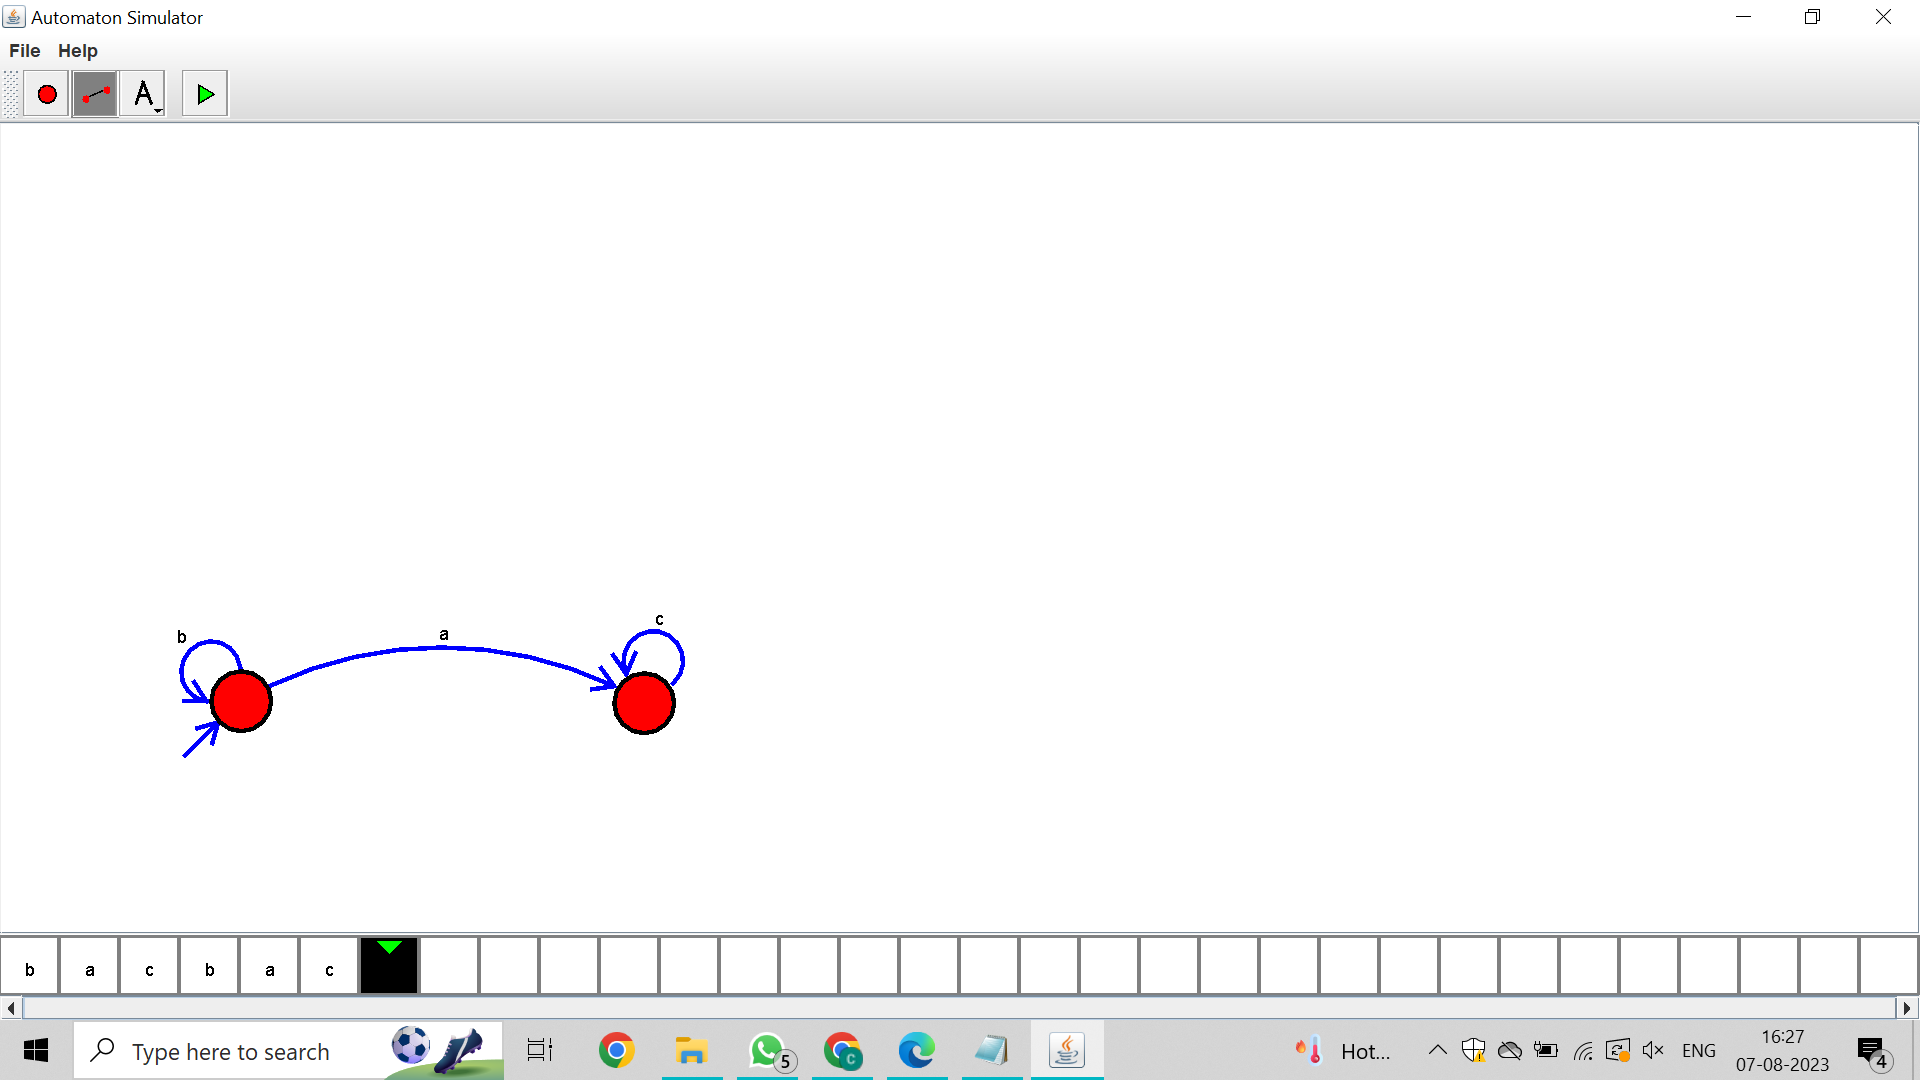 Automaton Simulator
File Help
A
c
b
a
b a c b a c
Type here to search
5
C
Hot...
ENG
16:27
07-08-2023
4